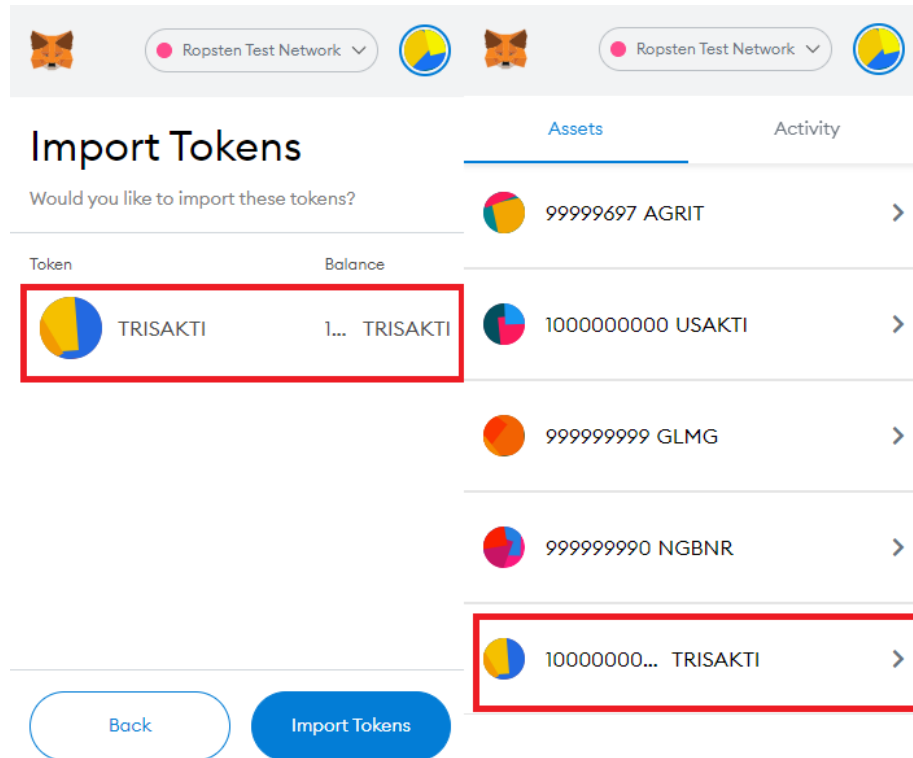 Ropsten Test Network
Import Tokens
Would you like to import these tokens?
Token Balance
TRISAKTI 1... TRISAKTI
Back Import Tokens
Ropsten Test Network
Assets Activity
99999697 AGRIT
1000000000 USAKTI
999999999 GLMG
999999990 NGBNR
10000000... TRISAKTI